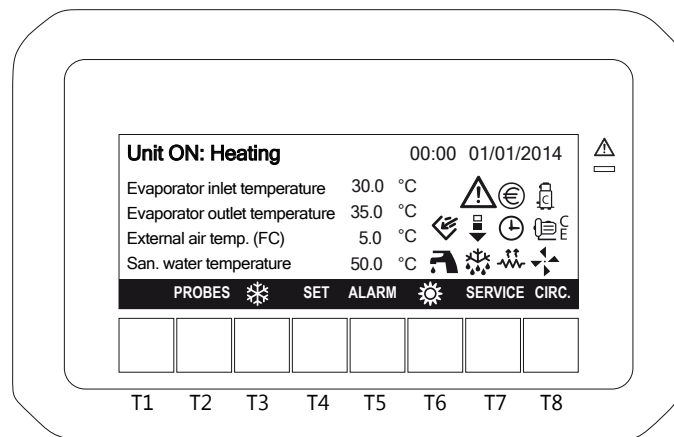 Unit ON: Heating 00:00 01/01/2014
Evaporator inlet temperature 30.0 °C
Evaporator outlet temperature 35.0 °C
External air temp. (FC) 5.0 °C
San. water temperature 50.0 °C
€ C
C
E
PROBES SET ALARM SERVICE CIRC.
T1 T2 T3 T4 T5 T6 T7 T8